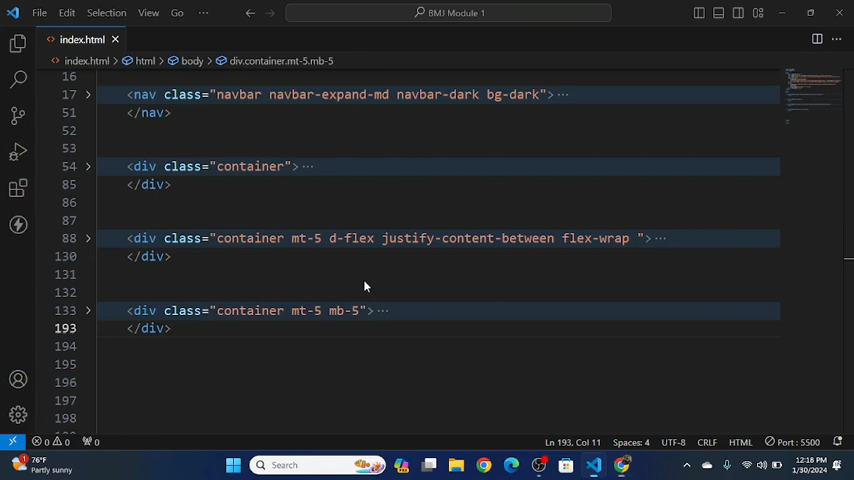 File Edit Selection View Go ··· BMJ Module 1
index.html
index.html > html > body > div.container.mt-5.mb-5
16
17 <nav class="navbar navbar-expand-md navbar-dark bg-dark">···
51 </nav>
52
53
54 <div class="container">···
85 </div>
86
87
88 <div class="container mt-5 d-flex justify-content-between flex-wrap ">···
130 </div>
131
132
133 <div class="container mt-5 mb-5">···
193 </div>
194
195
196
197
198
0 0 0 Ln 193, Col 11 Spaces: 4 UTF-8 CRLF HTML Port : 5500
1 76°F Search 12:18 PM
Partly sunny 1/30/2024